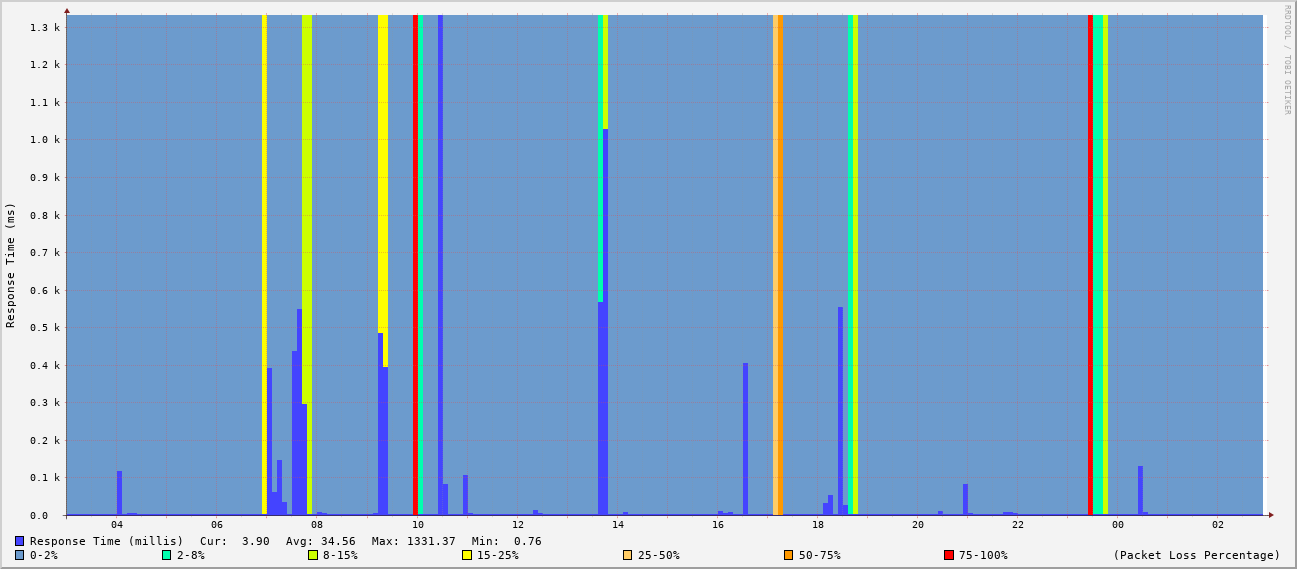 RRDTOOL / TOBI OETIKER
Response Time (ms)
1.3 k
1.2 k
1.1 k
1.0 k
0.9 k
0.8 k
0.7 k
0.6 k
0.5 k
0.4 k
0.3 k
0.2 k
0.1 k
0.0
04 06 08 10 12 14 16 18 20 22 00 02
Response Time (millis) Cur: 3.90 Avg: 34.56 Max: 1331.37 Min: 0.76
0-2% 2-8% 8-15% 15-25% 25-50% 50-75% 75-100% (Packet Loss Percentage)